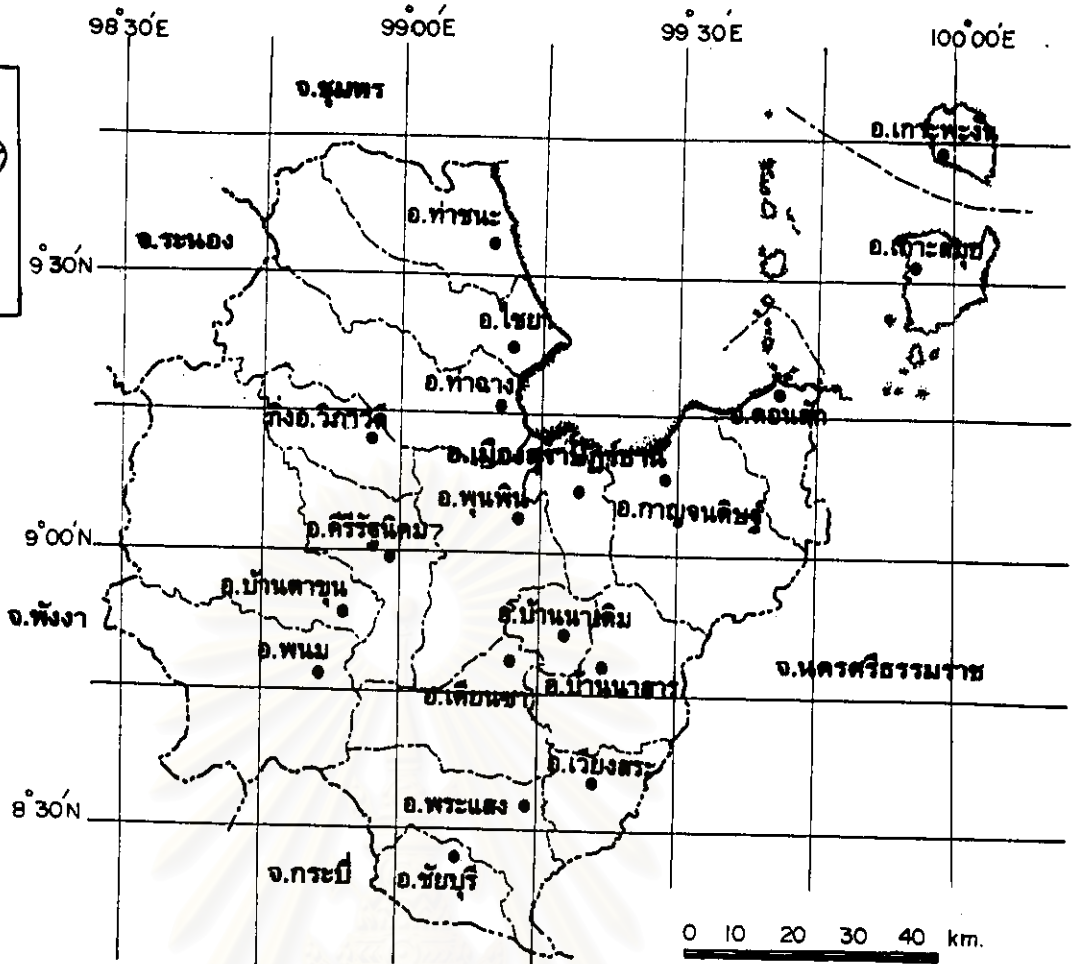 98°30′E 99°00′E 99°30′E 100°00′E
จ.ชุมพร
อ.เกาะพะงัน
อ.ท่าชนะ
จ.ระนอง
อ.เกาะสมุย
9°30′N
อ.ไชยา
อ.ท่าฉาง
กิ่งอ.วิภาวดี
อ.ดอนสัก
อ.เมืองสุราษฎร์ธานี
อ.พุนพิน
อ.กาญจนดิษฐ์
อ.คีรีรัฐนิคม
9°00′N
อ.บ้านตาขุน
จ.พังงา
อ.บ้านนาเดิม
อ.พนม
จ.นครศรีธรรมราช
อ.บ้านนาสาร
อ.เคียนซา
อ.เวียงสระ
8°30′N
อ.พระแสง
จ.กระบี่
อ.ชัยบุรี
0 10 20 30 40 km.